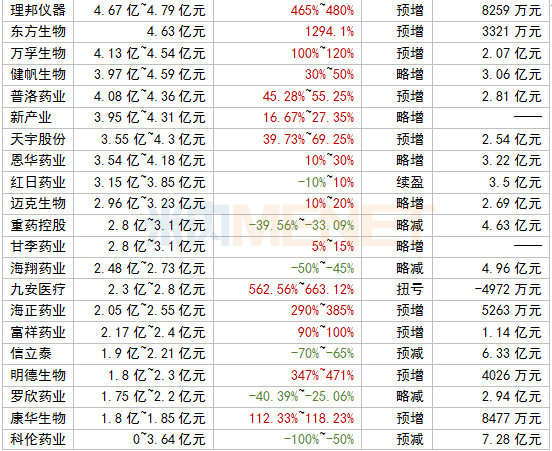 理邦仪器 4.67 亿~4.79 亿元 465%~480% 预增 8259 万元
东方生物 4.63 亿元 1294.1% 预增 3321 万元
万孚生物 4.13 亿~4.54 亿元 100%~120% 预增 2.07 亿元
健帆生物 3.97 亿~4.59 亿元 30%~50% 略增 3.06 亿元
普洛药业 4.08 亿~4.36 亿元 45.28%~55.25% 预增 2.81 亿元
新产业 3.95 亿~4.31 亿元 16.67%~27.35% 略增 ——
天宇股份 3.55 亿~4.3 亿元 39.73%~69.25% 预增 2.54 亿元
恩华药业 3.54 亿~4.18 亿元 10%~30% 略增 3.22 亿元
红日药业 3.15 亿~3.85 亿元 -10%~10% 续盈 3.5 亿元
迈克生物 2.96 亿~3.23 亿元 10%~20% 略增 2.69 亿元
重药控股 2.8 亿~3.1 亿元 -39.56%~-33.09% 略减 4.63 亿元
甘李药业 2.8 亿~3.1 亿元 5%~15% 略增 ——
海翔药业 2.48 亿~2.73 亿元 -50%~-45% 略减 4.96 亿元
九安医疗 2.3 亿~2.8 亿元 562.56%~663.12% 扭亏 -4972 万元
海正药业 2.05 亿~2.55 亿元 290%~385% 预增 5263 万元
富祥药业 2.17 亿~2.4 亿元 90%~100% 预增 1.14 亿元
信立泰 1.9 亿~2.21 亿元 -70%~-65% 预减 6.33 亿元
明德生物 1.8 亿~2.3 亿元 347%~471% 预增 4026 万元
罗欣药业 1.75 亿~2.2 亿元 -40.39%~-25.06% 略减 2.94 亿元
康华生物 1.8 亿~1.85 亿元 112.33%~118.23% 预增 8477 万元
科伦药业 0~3.64 亿元 -100%~-50% 预减 7.28 亿元
米内MENET